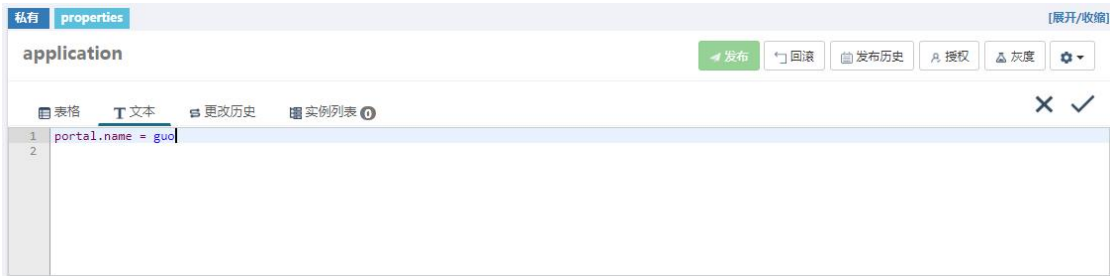 私有 properties [展开/收缩]
application 发布 回滚 发布历史 授权 灰度
表格 T 文本 更改历史 实例列表 0
1 portal.name = guo
2